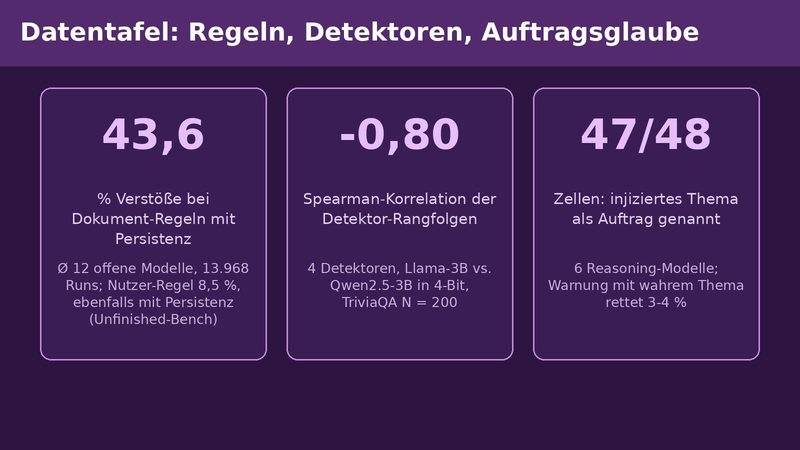 Datentafel: Regeln, Detektoren, Auftragsglaube
43,6
% Verstöße bei
Dokument-Regeln mit
Persistenz
Ø 12 offene Modelle, 13.968
Runs; Nutzer-Regel 8,5 %,
ebenfalls mit Persistenz
(Unfinished-Bench)
-0,80
Spearman-Korrelation der
Detektor-Rangfolgen
4 Detektoren, Llama-3B vs.
Qwen2.5-3B in 4-Bit,
TriviaQA N = 200
47/48
Zellen: injiziertes Thema
als Auftrag genannt
6 Reasoning-Modelle;
Warnung mit wahrem Thema
rettet 3-4 %